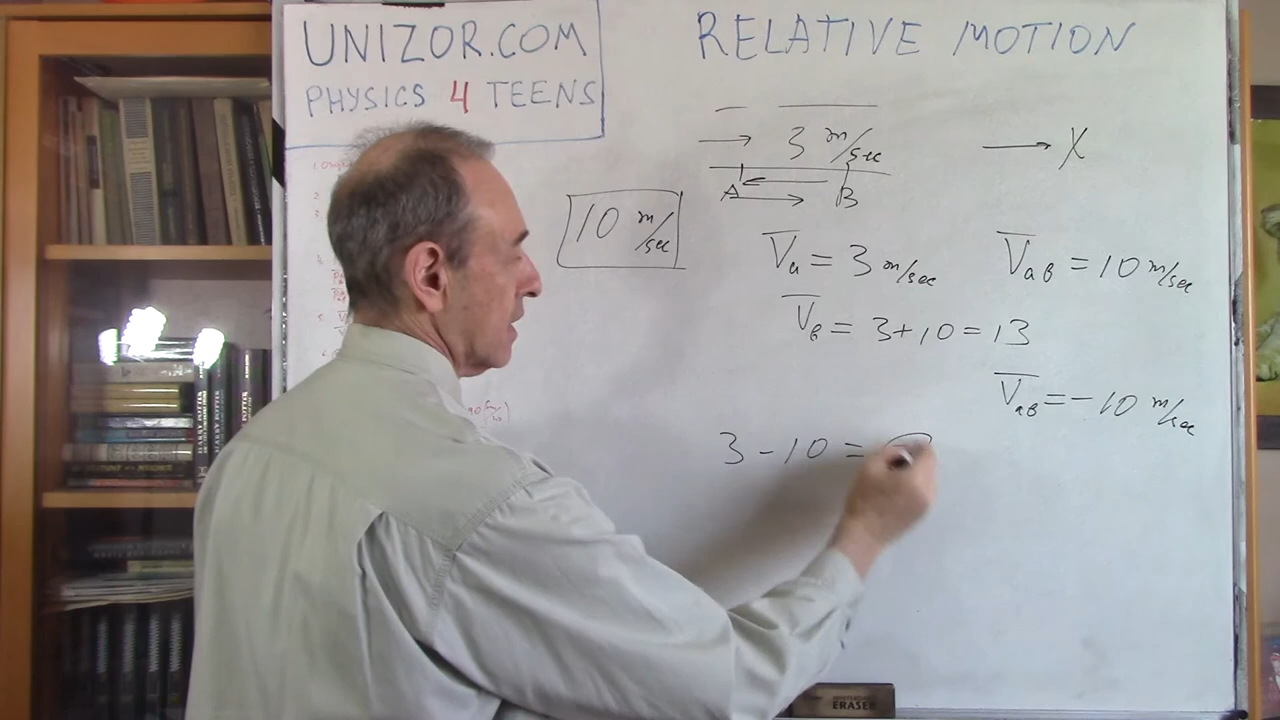 UNIZOR.COM
PHYSICS 4 TEENS
RELATIVE MOTION
3 m/sec
X
A B
10 m/sec
V̅a = 3 m/sec
V̅aB = 10 m/sec
V̅B = 3+10 = 13
V̅aB = -10 m/sec
3 - 10 =
ERASER